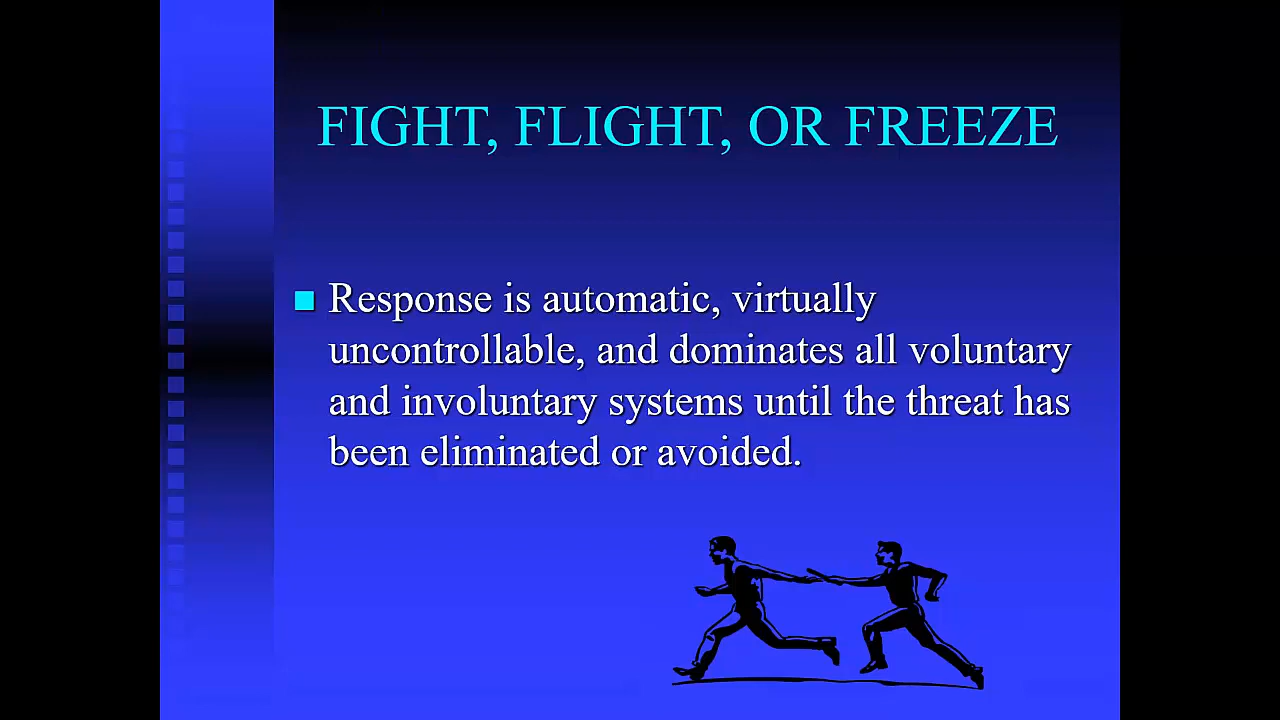 FIGHT, FLIGHT, OR FREEZE
Response is automatic, virtually
uncontrollable, and dominates all voluntary
and involuntary systems until the threat has
been eliminated or avoided.